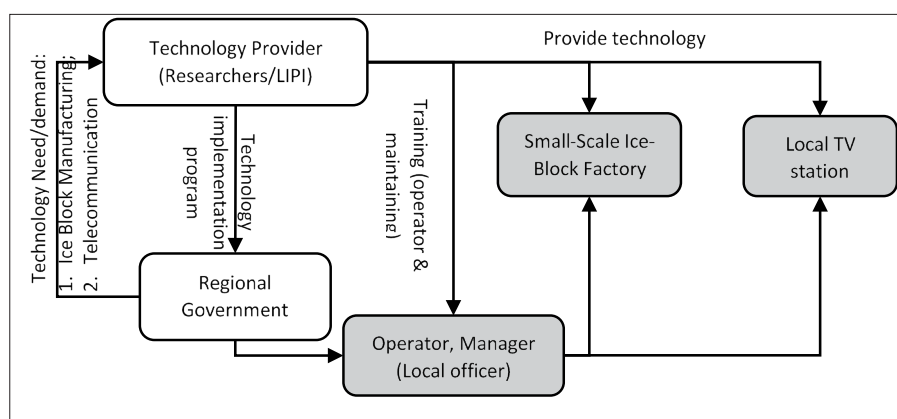 Technology Provider
(Researchers/LIPI)
Provide technology
Technology Need/demand:
1. Ice Block Manufacturing;
2. Telecommunication
Technology
implementation
program
Training (operator &
maintaining)
Small-Scale Ice-
Block Factory
Local TV
station
Regional
Government
Operator, Manager
(Local officer)